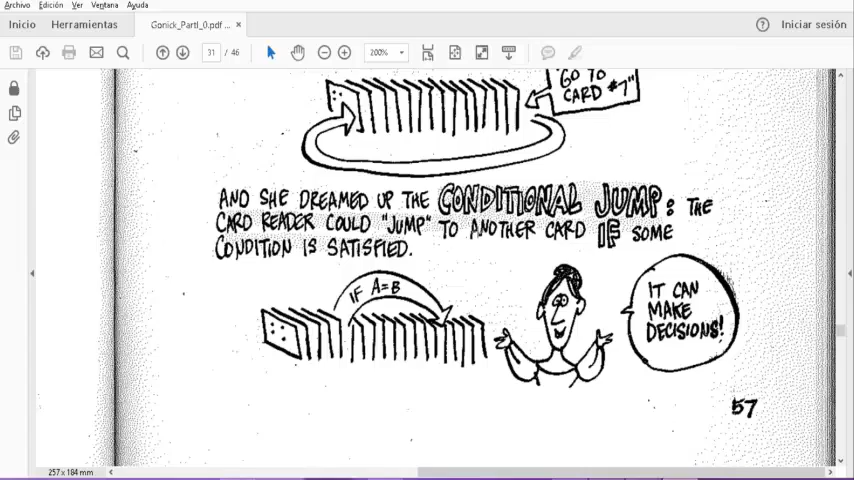 Archivo Edición Ver Ventana Ayuda
Inicio Herramientas Gonick_PartI_0.pdf ... × Iniciar sesión
31 / 46 200%
"GO TO
CARD #7"
AND SHE DREAMED UP THE CONDITIONAL JUMP: THE
CARD READER COULD "JUMP" TO ANOTHER CARD IF SOME
CONDITION IS SATISFIED.
IF A=B
IT CAN
MAKE
DECISIONS!
57
257 x 184 mm